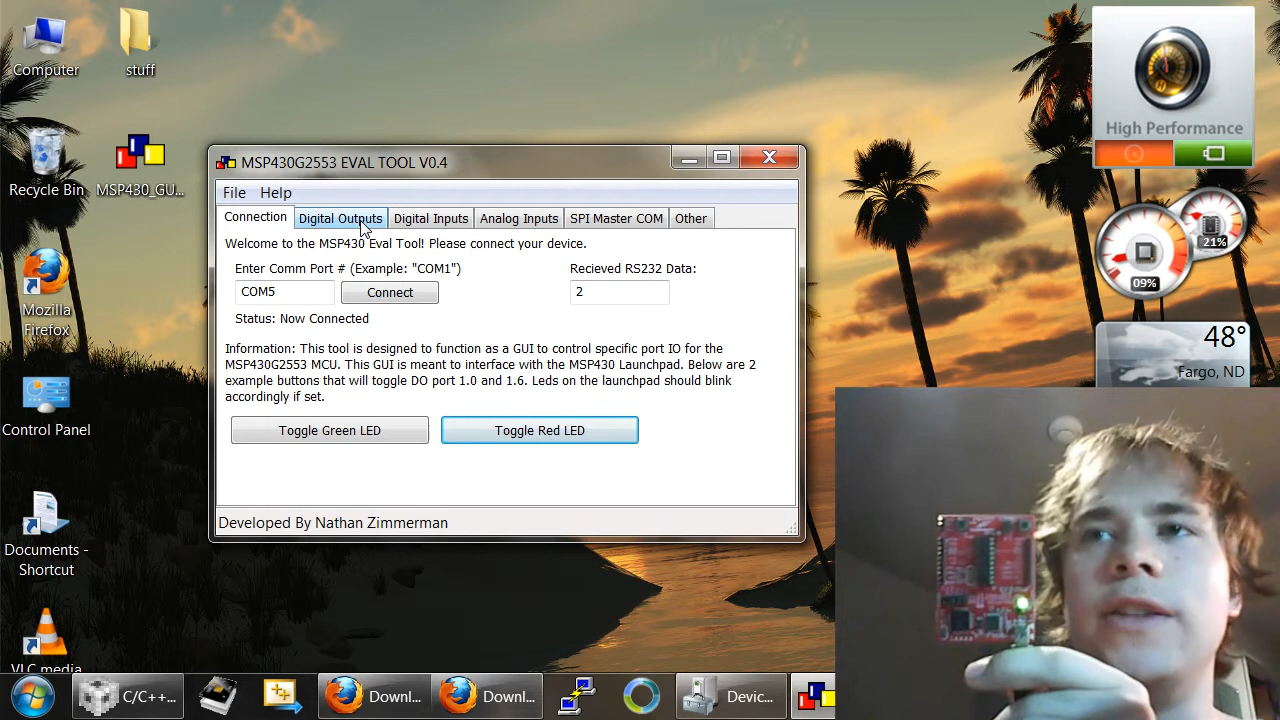 Computer
stuff
Recycle Bin
MSP430_GU...
Mozilla
Firefox
Control Panel
Documents -
Shortcut
VLC media
MSP430G2553 EVAL TOOL V0.4
File Help
Connection Digital Outputs Digital Inputs Analog Inputs SPI Master COM Other
Welcome to the MSP430 Eval Tool! Please connect your device.
Enter Comm Port # (Example: "COM1") Recieved RS232 Data:
COM5 Connect 2
Status: Now Connected
Information: This tool is designed to function as a GUI to control specific port IO for the
MSP430G2553 MCU. This GUI is meant to interface with the MSP430 Launchpad. Below are 2
example buttons that will toggle DO port 1.0 and 1.6. Leds on the launchpad should blink
accordingly if set.
Toggle Green LED Toggle Red LED
Developed By Nathan Zimmerman
High Performance
21%
09%
48°
Fargo, ND
C/C++... Downl... Downl... Devic...